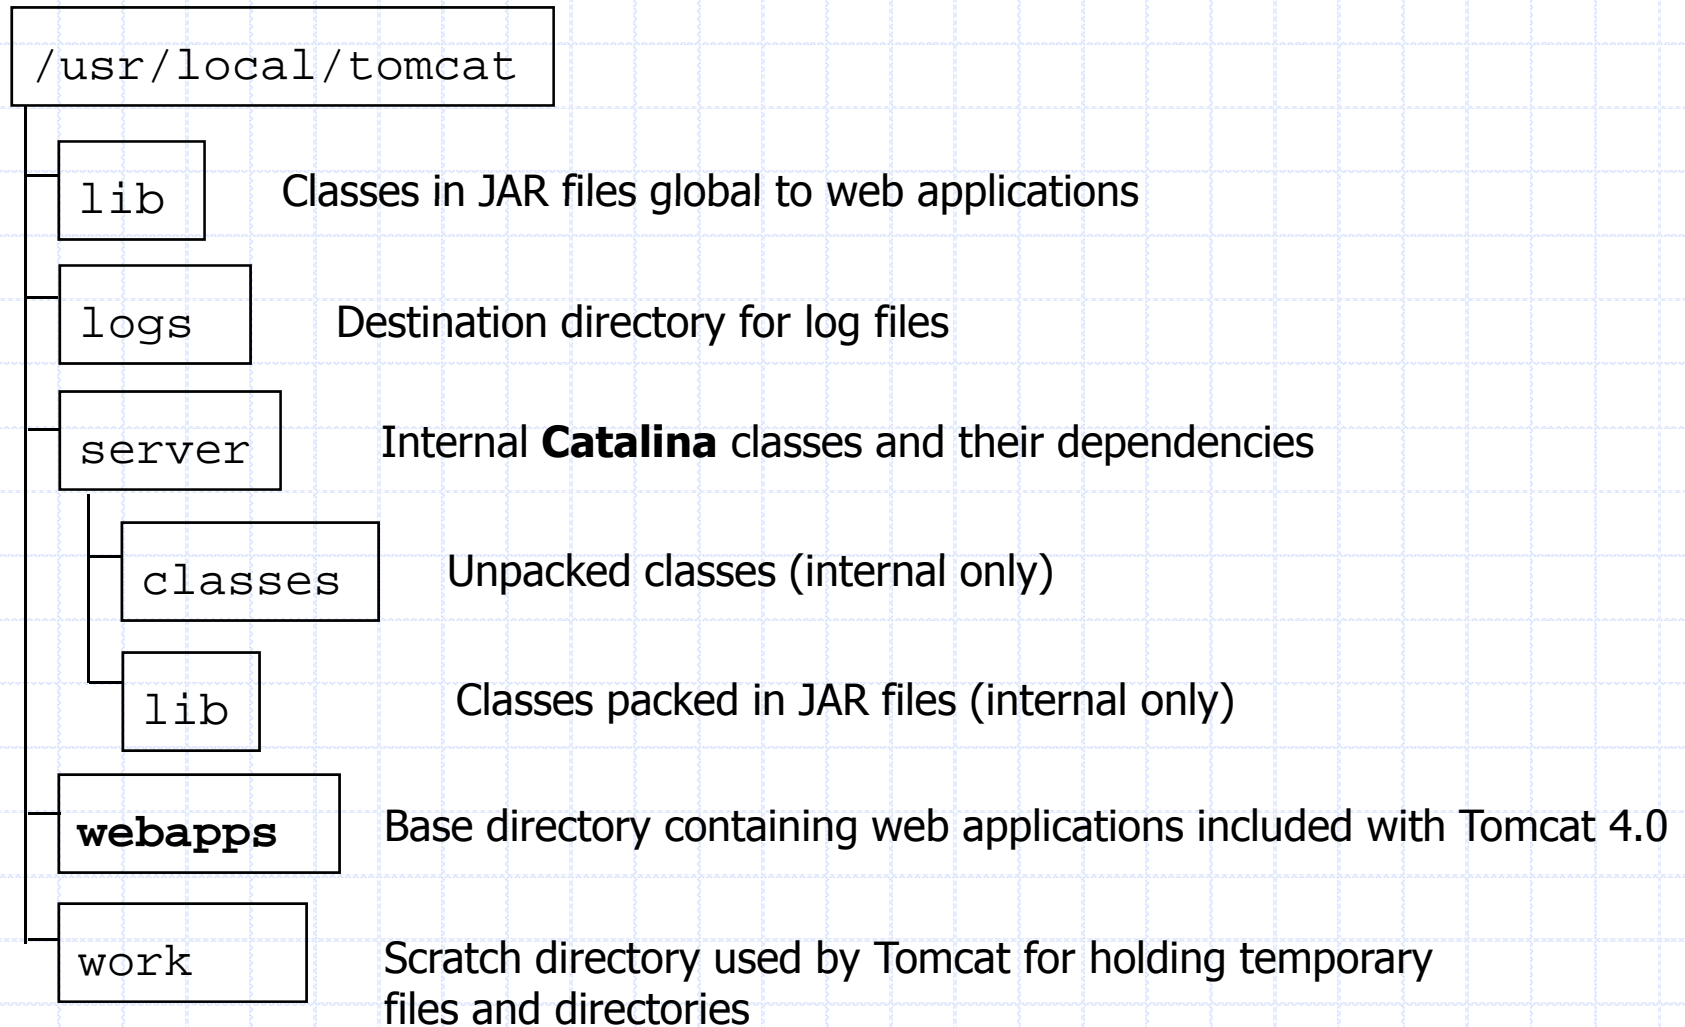 /usr/local/tomcat
lib
Classes in JAR files global to web applications
logs
Destination directory for log files
server
Internal Catalina classes and their dependencies
classes
Unpacked classes (internal only)
lib
Classes packed in JAR files (internal only)
webapps
Base directory containing web applications included with Tomcat 4.0
work
Scratch directory used by Tomcat for holding temporary
files and directories